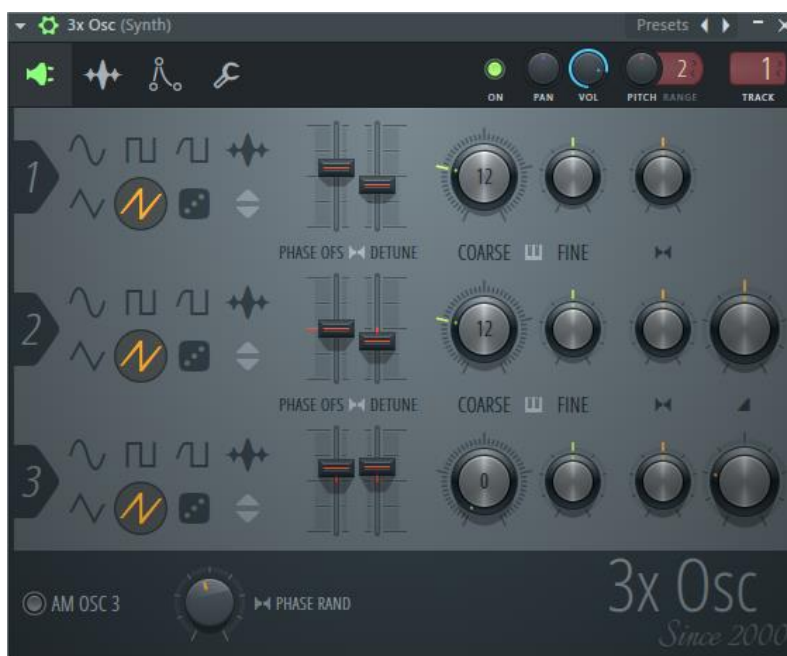 3x Osc (Synth) Presets
2 1
ON PAN VOL PITCH RANGE TRACK
1
12
PHASE OFS DETUNE COARSE FINE
2
12
PHASE OFS DETUNE COARSE FINE
3
0
AM OSC 3 PHASE RAND
3x Osc
Since 2000